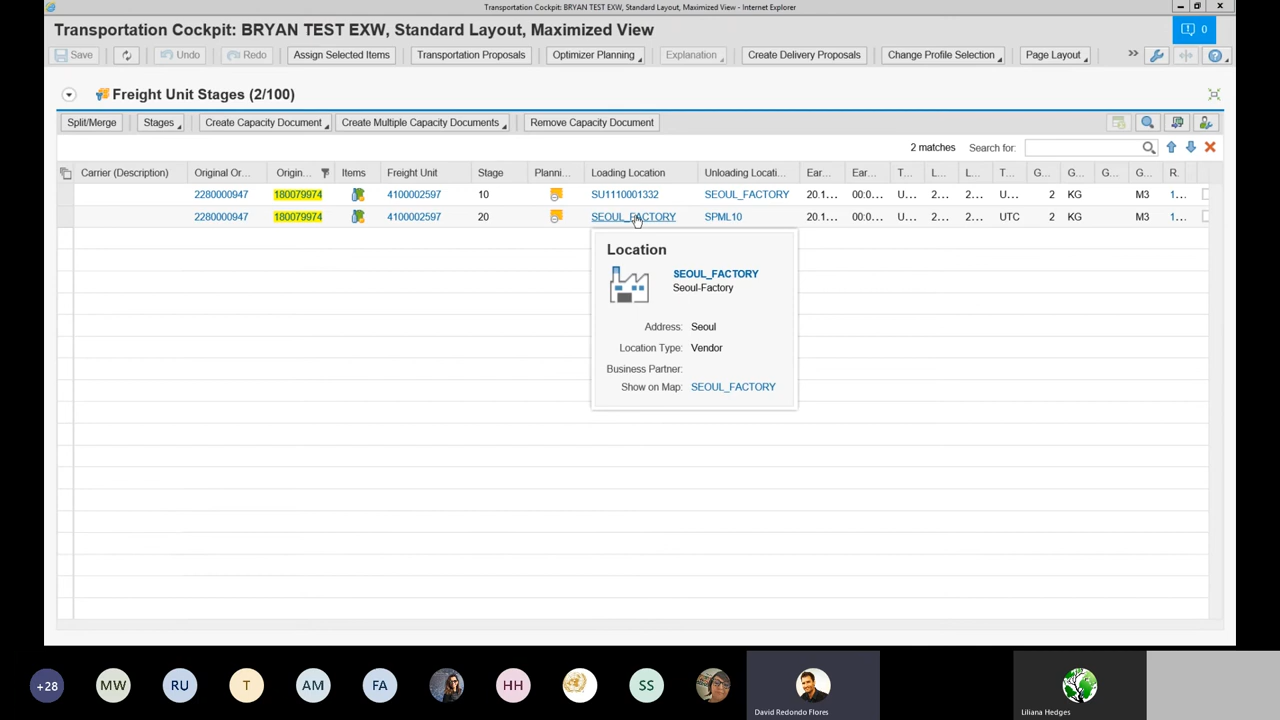 Transportation Cockpit: BRYAN TEST EXW, Standard Layout, Maximized View - Internet Explorer
Transportation Cockpit: BRYAN TEST EXW, Standard Layout, Maximized View
0
Save Undo Redo Assign Selected Items Transportation Proposals Optimizer Planning Explanation Create Delivery Proposals Change Profile Selection Page Layout
Freight Unit Stages (2/100)
Split/Merge Stages Create Capacity Document Create Multiple Capacity Documents Remove Capacity Document
2 matches Search for:
Carrier (Description) Original Or... Origin... Items Freight Unit Stage Planni... Loading Location Unloading Locati... Ear... Ear... T... L... L... T... G... G... G... G... R.
2280000947 180079974 4100002597 10 SU1110001332 SEOUL_FACTORY 20.1... 00:0... U... 2... 2... U... 2 KG M3 1...
2280000947 180079974 4100002597 20 SEOUL_FACTORY SPML10 20.1... 00:0... U... 2... 2... UTC 2 KG M3 1...
Location
SEOUL_FACTORY
Seoul-Factory
Address: Seoul
Location Type: Vendor
Business Partner:
Show on Map: SEOUL_FACTORY
+28 MW RU T AM FA HH SS
David Redondo Flores
Liliana Hedges